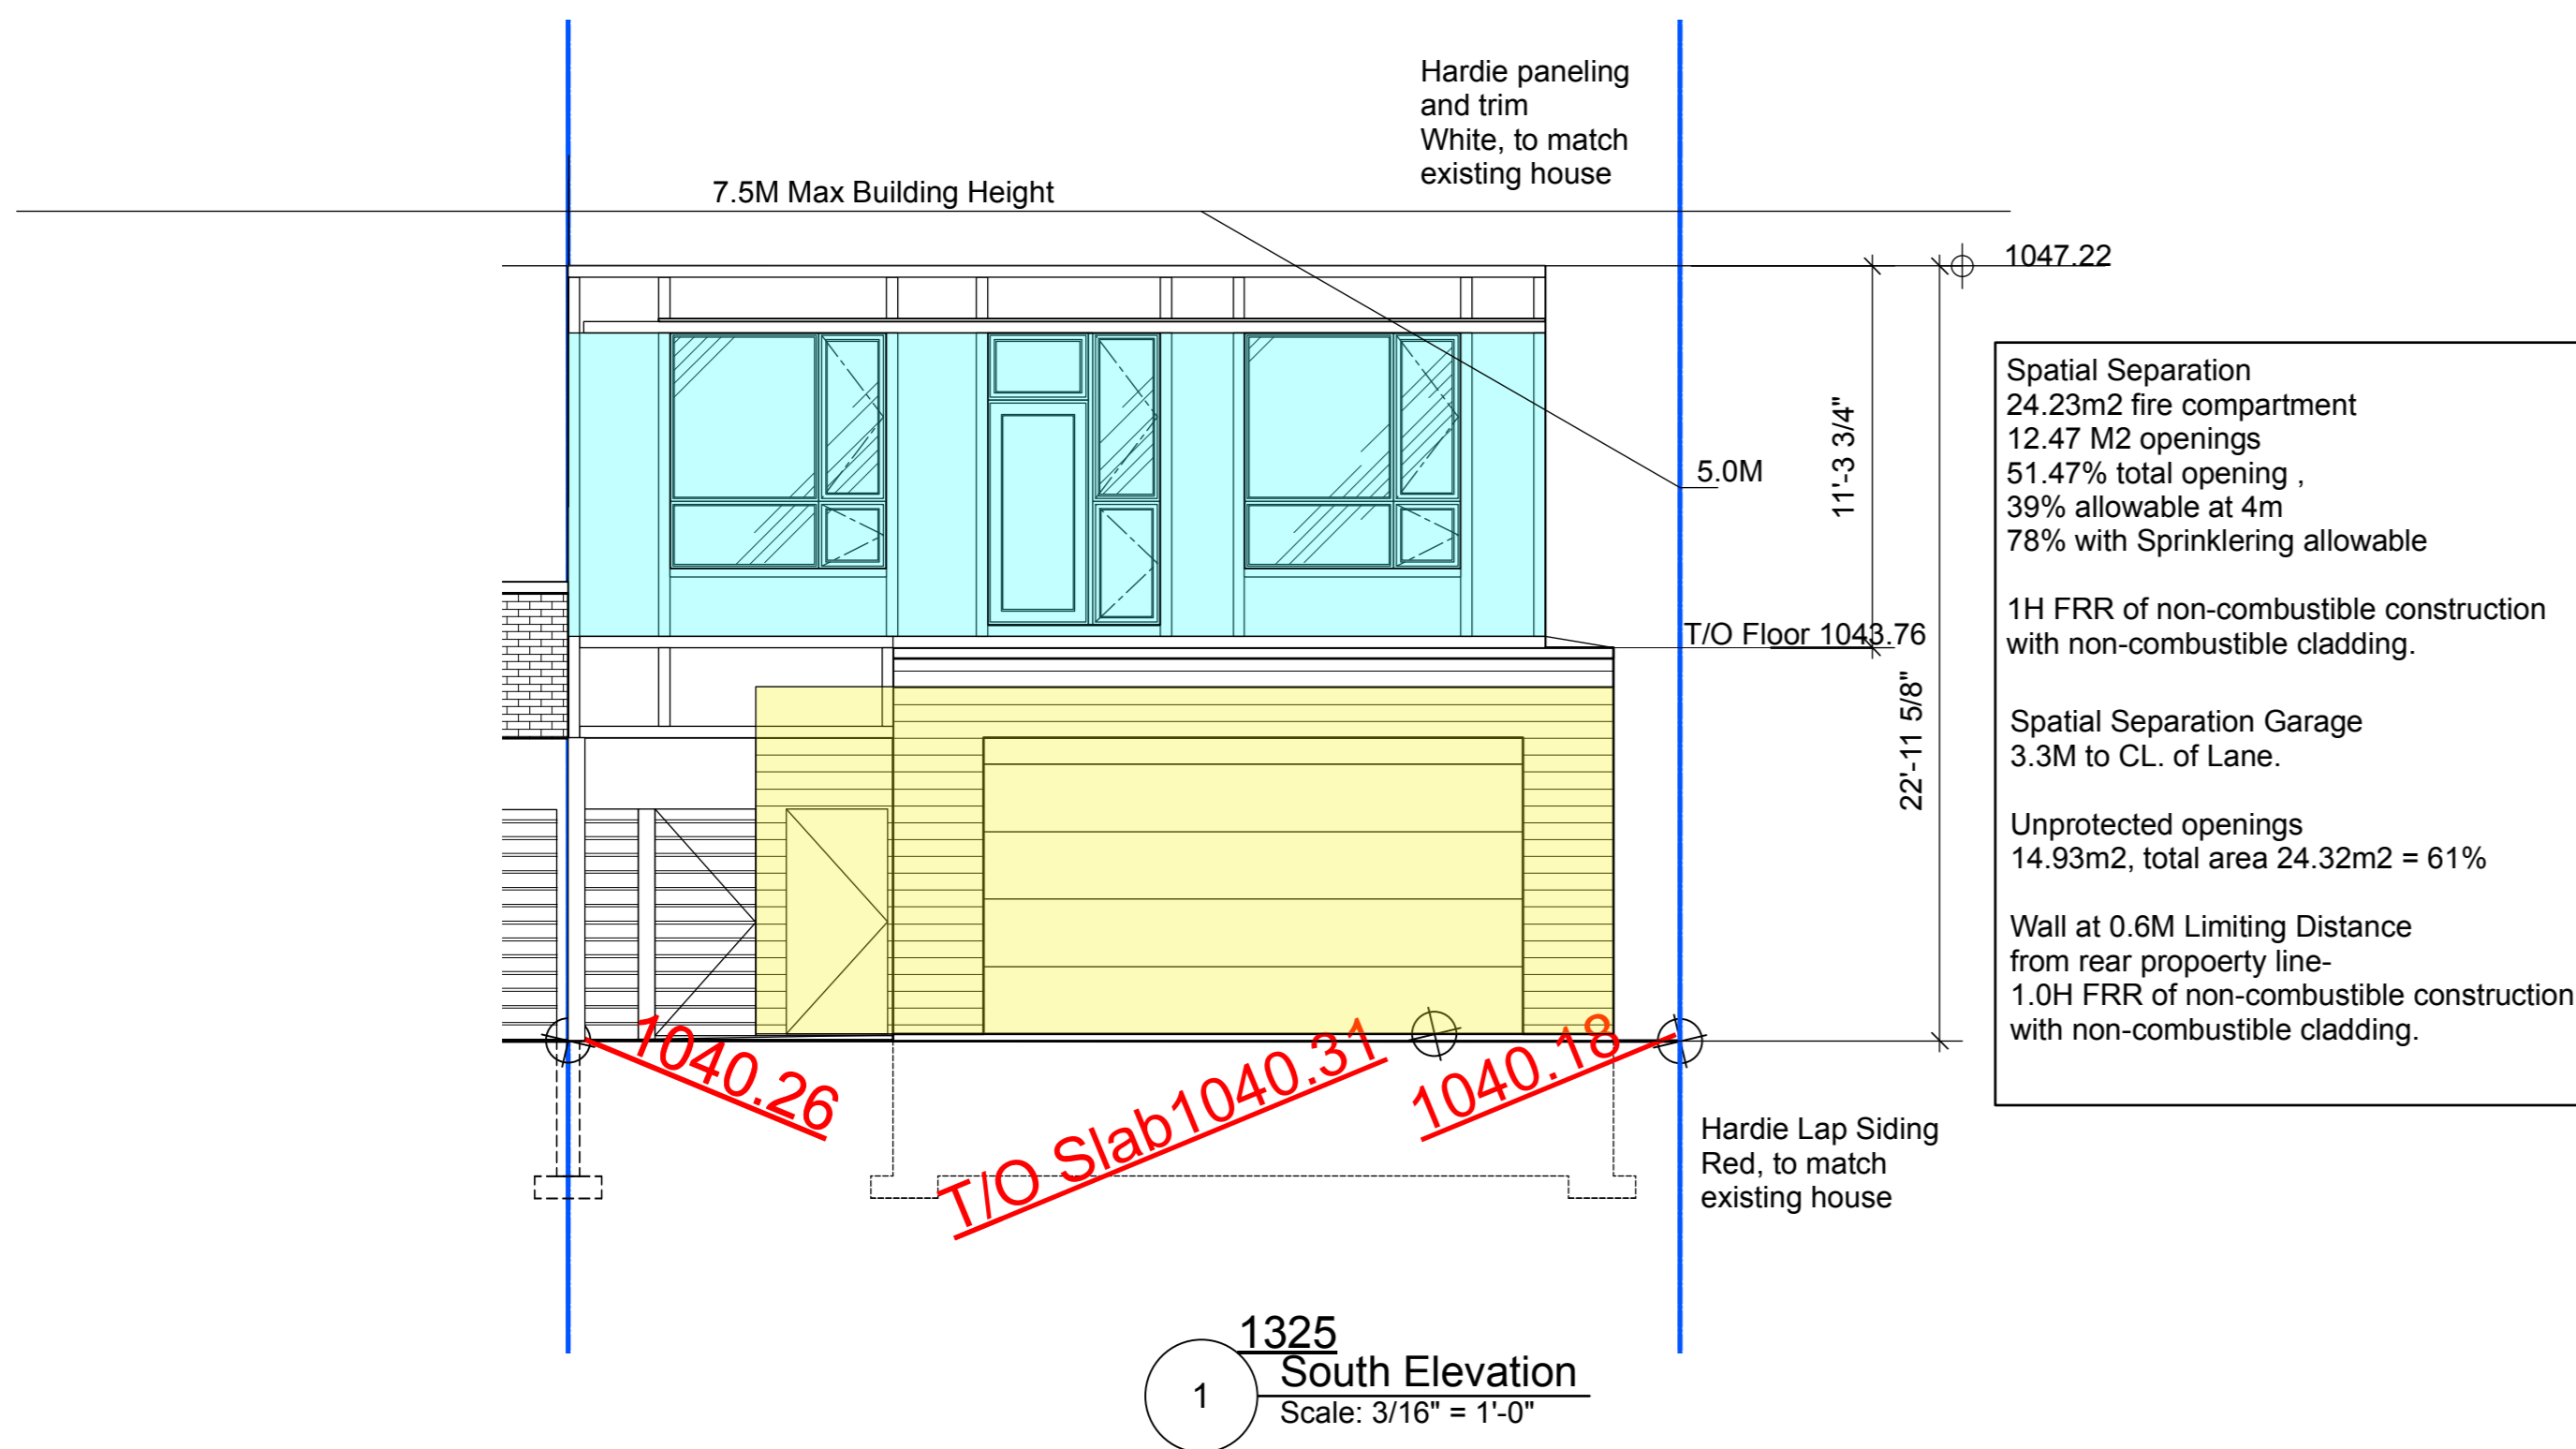 Hardie paneling
and trim
White, to match
existing house
7.5M Max Building Height
1047.22
11'-3 3/4"
5.0M
T/O Floor 1043.76
22'-11 5/8"
Spatial Separation
24.23m2 fire compartment
12.47 M2 openings
51.47% total opening ,
39% allowable at 4m
78% with Sprinklering allowable
1H FRR of non-combustible construction
with non-combustible cladding.
Spatial Separation Garage
3.3M to CL. of Lane.
Unprotected openings
14.93m2, total area 24.32m2 = 61%
Wall at 0.6M Limiting Distance
from rear propoerty line-
1.0H FRR of non-combustible construction
with non-combustible cladding.
1040.26
T/O Slab1040.31
1040.18
Hardie Lap Siding
Red, to match
existing house
1325
1
South Elevation
Scale: 3/16" = 1'-0"